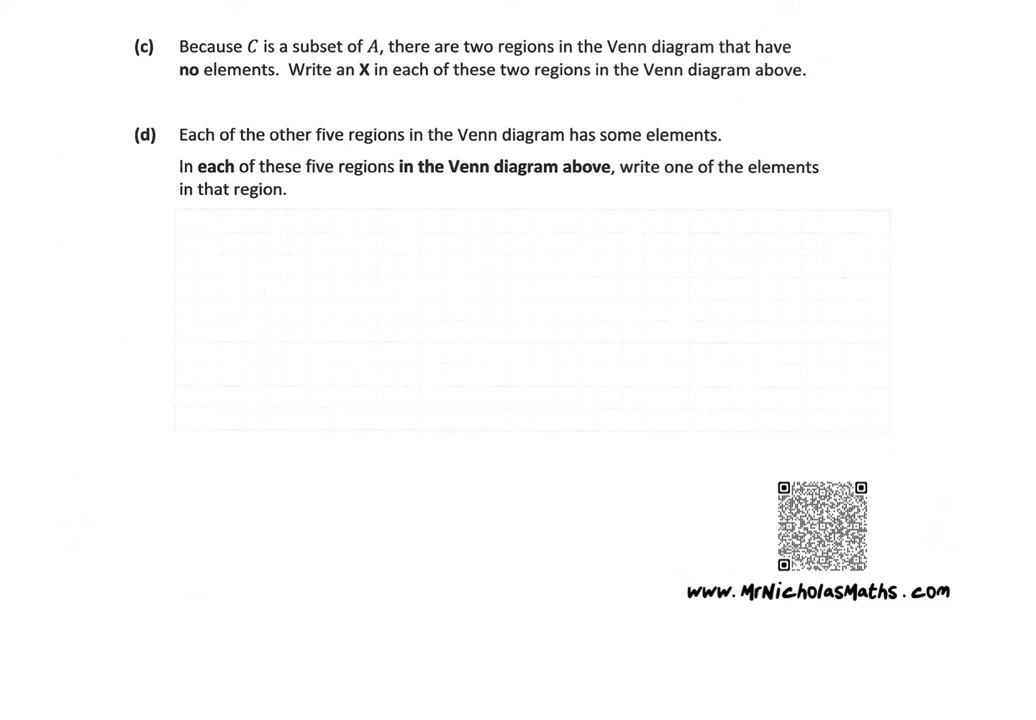 (c) Because C is a subset of A, there are two regions in the Venn diagram that have
no elements. Write an X in each of these two regions in the Venn diagram above.
(d) Each of the other five regions in the Venn diagram has some elements.
In each of these five regions in the Venn diagram above, write one of the elements
in that region.
www.MrNicholasMaths.com